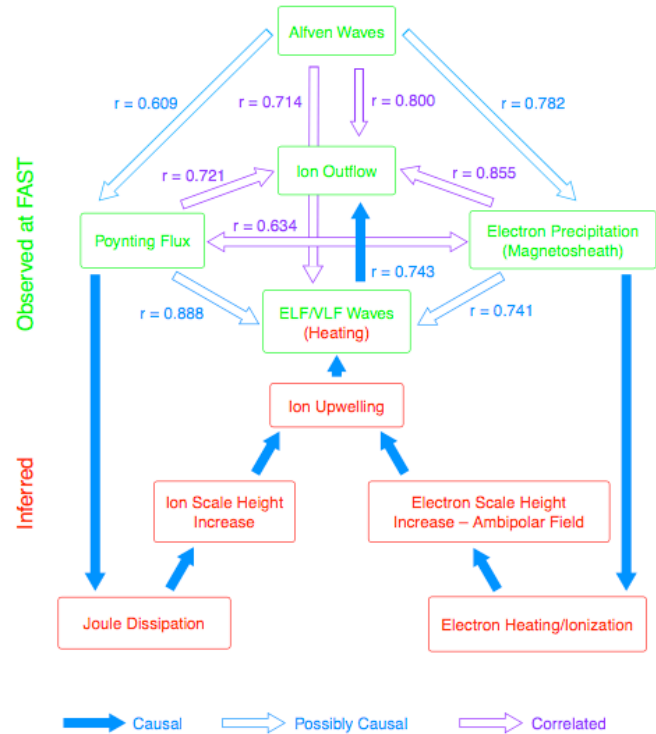 Alfven Waves
r = 0.609
r = 0.714
r = 0.800
r = 0.782
Observed at FAST
Ion Outflow
r = 0.721
r = 0.855
Poynting Flux
r = 0.634
Electron Precipitation
(Magnetosheath)
r = 0.743
r = 0.888
ELF/VLF Waves
(Heating)
r = 0.741
Ion Upwelling
Inferred
Ion Scale Height
Increase
Electron Scale Height
Increase – Ambipolar Field
Joule Dissipation
Electron Heating/Ionization
Causal
Possibly Causal
Correlated